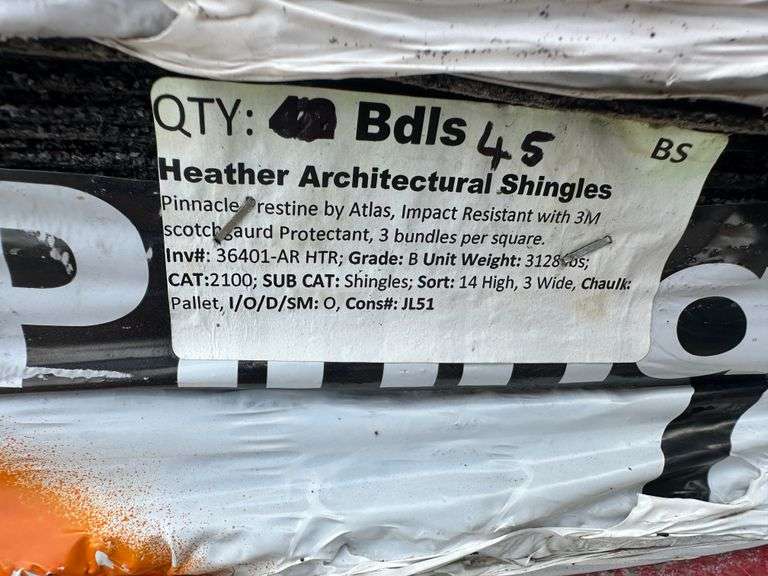 QTY: Bdls 45 BS
Heather Architectural Shingles
Pinnacle Prestine by Atlas, Impact Resistant with 3M
scotchgaurd Protectant, 3 bundles per square.
Inv#: 36401-AR HTR; Grade: B Unit Weight: 3128 lbs;
CAT:2100; SUB CAT: Shingles; Sort: 14 High, 3 Wide, Chaulk:
Pallet, I/O/D/SM: O, Cons#: JL51